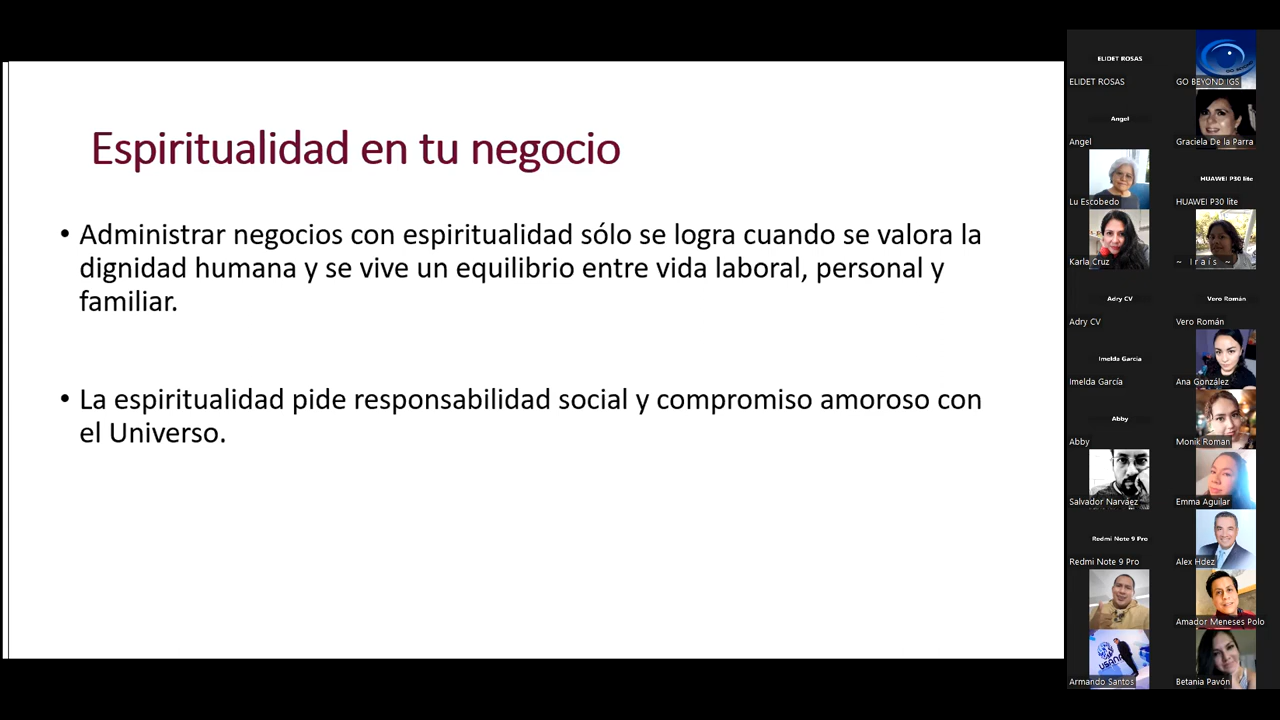 Espiritualidad en tu negocio
• Administrar negocios con espiritualidad sólo se logra cuando se valora la
dignidad humana y se vive un equilibrio entre vida laboral, personal y
familiar.
• La espiritualidad pide responsabilidad social y compromiso amoroso con
el Universo.
ELIDET ROSAS
ELIDET ROSAS
GO BEYOND IGS
Angel
Angel
Graciela De la Parra
HUAWEI P30 lite
Lu Escobedo
HUAWEI P30 lite
Karla Cruz
~ I r a í s ~
Adry CV
Vero Román
Adry CV
Vero Román
Imelda García
Imelda García
Ana González
Abby
Abby
Monik Roman
Salvador Narváez
Emma Aguilar
Redmi Note 9 Pro
Redmi Note 9 Pro
Alex Hdez
Amador Meneses Polo
USANA
Armando Santos
Betania Pavón